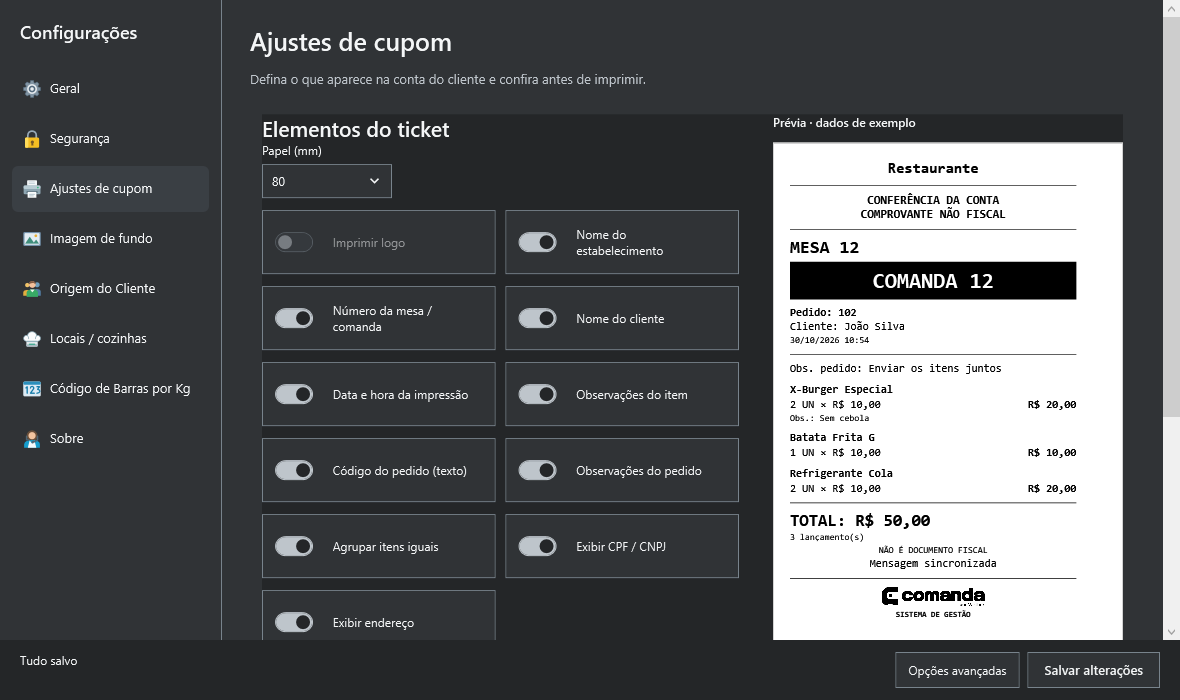 Configurações
Geral
Segurança
Ajustes de cupom
Imagem de fundo
Origem do Cliente
Locais / cozinhas
Código de Barras por Kg
Sobre
Ajustes de cupom
Defina o que aparece na conta do cliente e confira antes de imprimir.
Elementos do ticket
Papel (mm)
80
Imprimir logo
Nome do
estabelecimento
Número da mesa /
comanda
Nome do cliente
Data e hora da impressão
Observações do item
Código do pedido (texto)
Observações do pedido
Agrupar itens iguais
Exibir CPF / CNPJ
Exibir endereço
Prévia · dados de exemplo
Restaurante
CONFERÊNCIA DA CONTA
COMPROVANTE NÃO FISCAL
MESA 12
COMANDA 12
Pedido: 102
Cliente: João Silva
30/10/2026 10:54
Obs. pedido: Enviar os itens juntos
X-Burger Especial
2 UN × R$ 10,00 R$ 20,00
Obs.: Sem cebola
Batata Frita G
1 UN × R$ 10,00 R$ 10,00
Refrigerante Cola
2 UN × R$ 10,00 R$ 20,00
TOTAL: R$ 50,00
3 lançamento(s)
NÃO É DOCUMENTO FISCAL
Mensagem sincronizada
comanda
SISTEMA DE GESTÃO
Tudo salvo
Opções avançadas
Salvar alterações